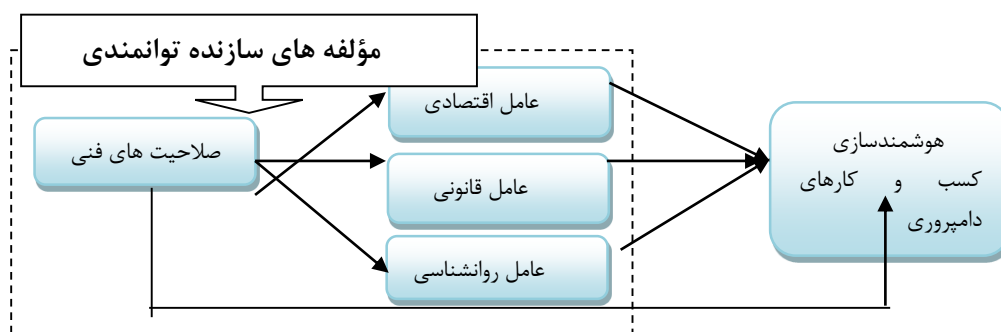 مؤلفه های سازنده توانمندی
عامل اقتصادی
صلاحیت های فنی
عامل قانونی
عامل روانشناسی
هوشمندسازی
کسب و کارهای
دامپروری